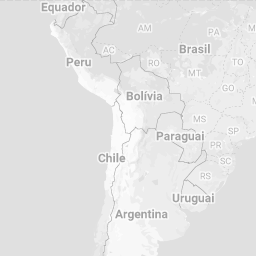 Equador
AM
PA
Brasil
AC
RO
TO
Peru
MT
Bolívia
GO
MS
SP
Paraguai
PR
Chile
SC
RS
Uruguai
Argentina